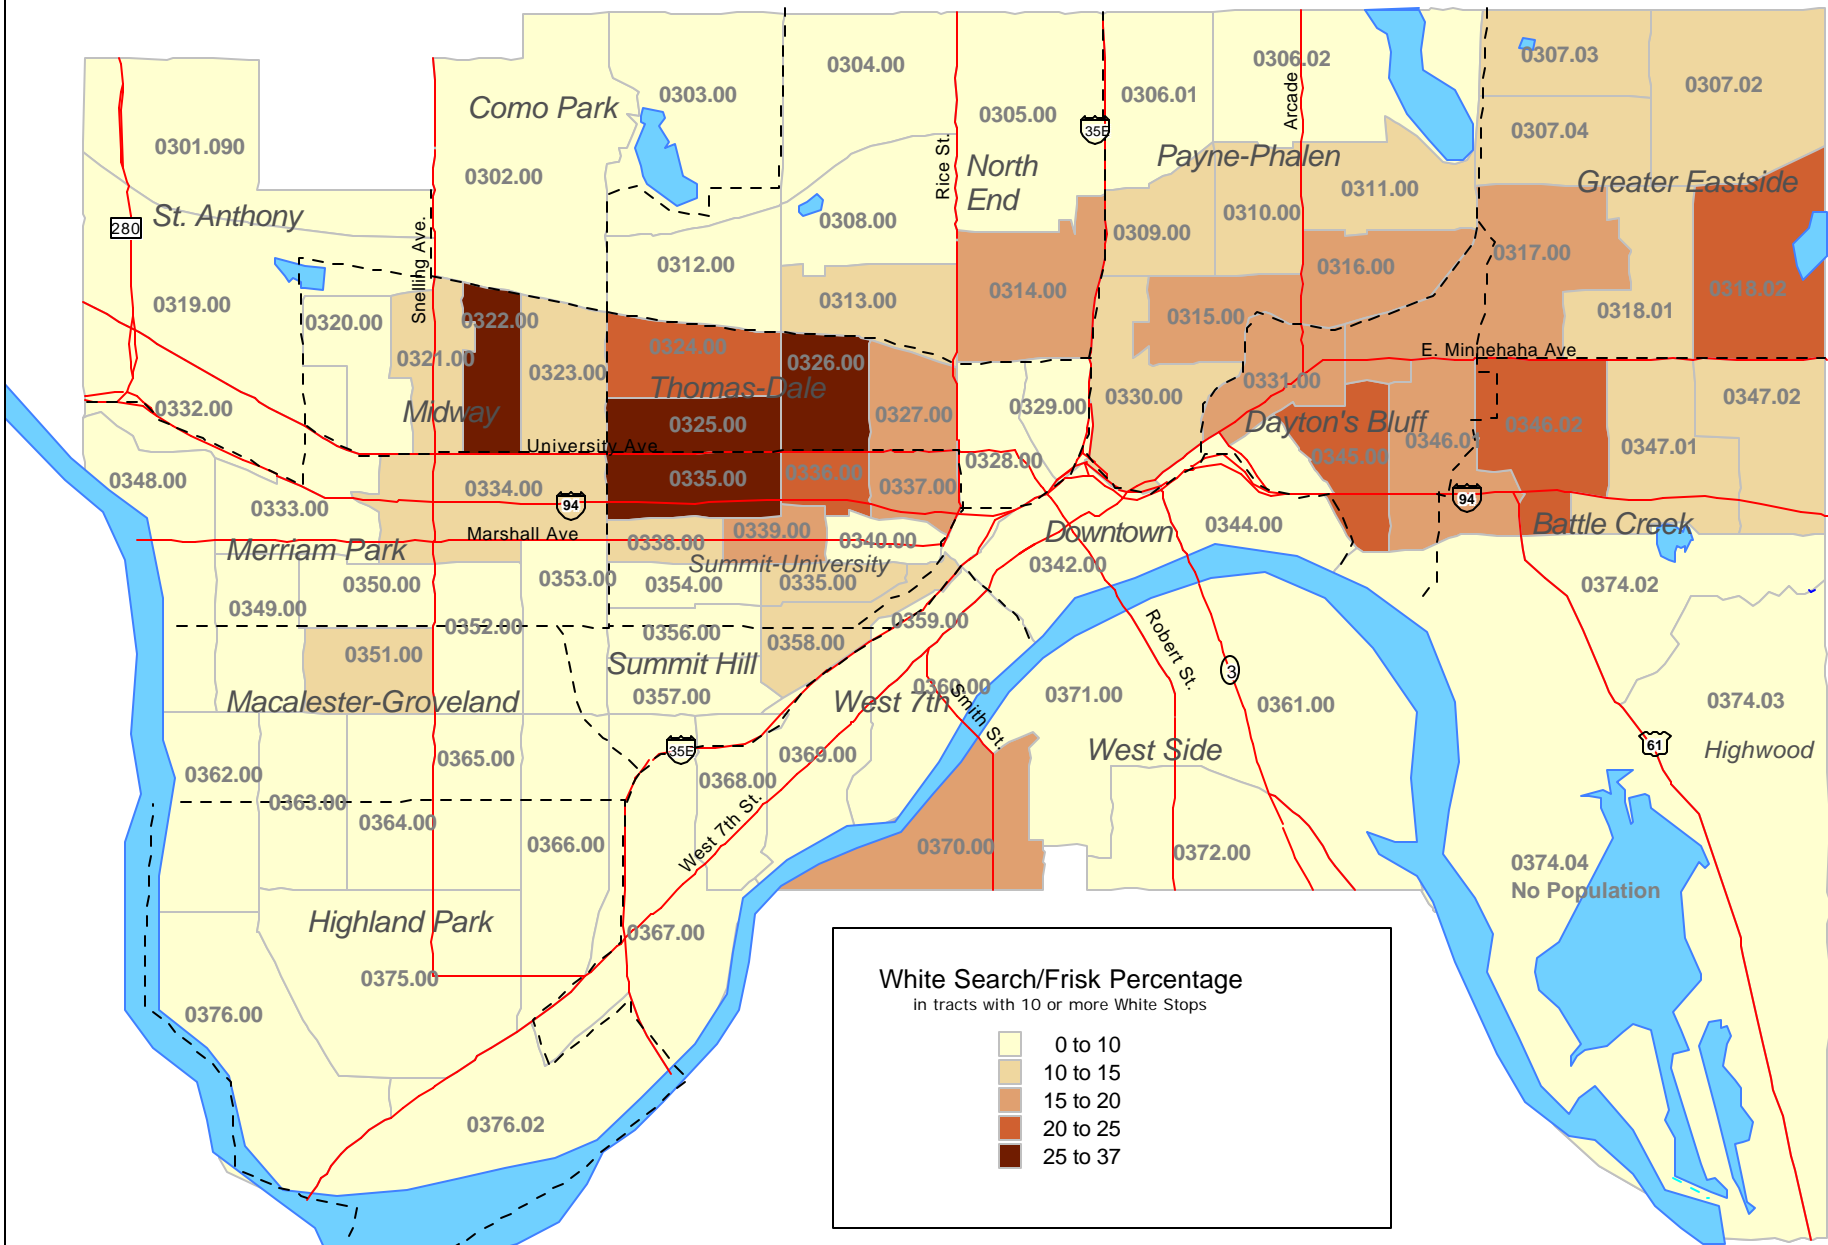 0304.00
0306.02
0307.03
0307.02
0303.00
0306.01
Como Park
0305.00
Arcade
35E
0307.04
0301.090
0302.00
Rice St.
North
End
Payne-Phalen
0311.00
Greater Eastside
St. Anthony
280
Snelling Ave.
0308.00
0310.00
0309.00
0312.00
0316.00
0317.00
0319.00
0313.00
0314.00
0318.02
0320.00
0322.00
0315.00
0318.01
0321.00
0323.00
0324.00
0326.00
E. Minnehaha Ave
Thomas-Dale
0331.00
0332.00
Midway
0325.00
0327.00
0329.00
0330.00
Dayton's Bluff
0346.01
0346.02
0347.02
University Ave
0347.01
0328.00
0345.00
0348.00
0334.00
0335.00
0336.00
0337.00
0333.00
94
94
Marshall Ave
0338.00
0339.00
0340.00
Downtown
0344.00
Battle Creek
Merriam Park
Summit-University
0342.00
0350.00
0353.00
0354.00
0335.00
0374.02
0349.00
0352.00
0356.00
0359.00
0351.00
Summit Hill
0358.00
Robert St.
3
0357.00
0360.00
Smith St.
0371.00
0361.00
0374.03
Macalester-Groveland
West 7th
35E
West Side
61
Highwood
0362.00
0365.00
0368.00
0369.00
0363.00
0364.00
West 7th St.
0366.00
0370.00
0372.00
0374.04
No Population
Highland Park
0367.00
0375.00
0376.00
0376.02
White Search/Frisk Percentage
in tracts with 10 or more White Stops
0 to 10
10 to 15
15 to 20
20 to 25
25 to 37